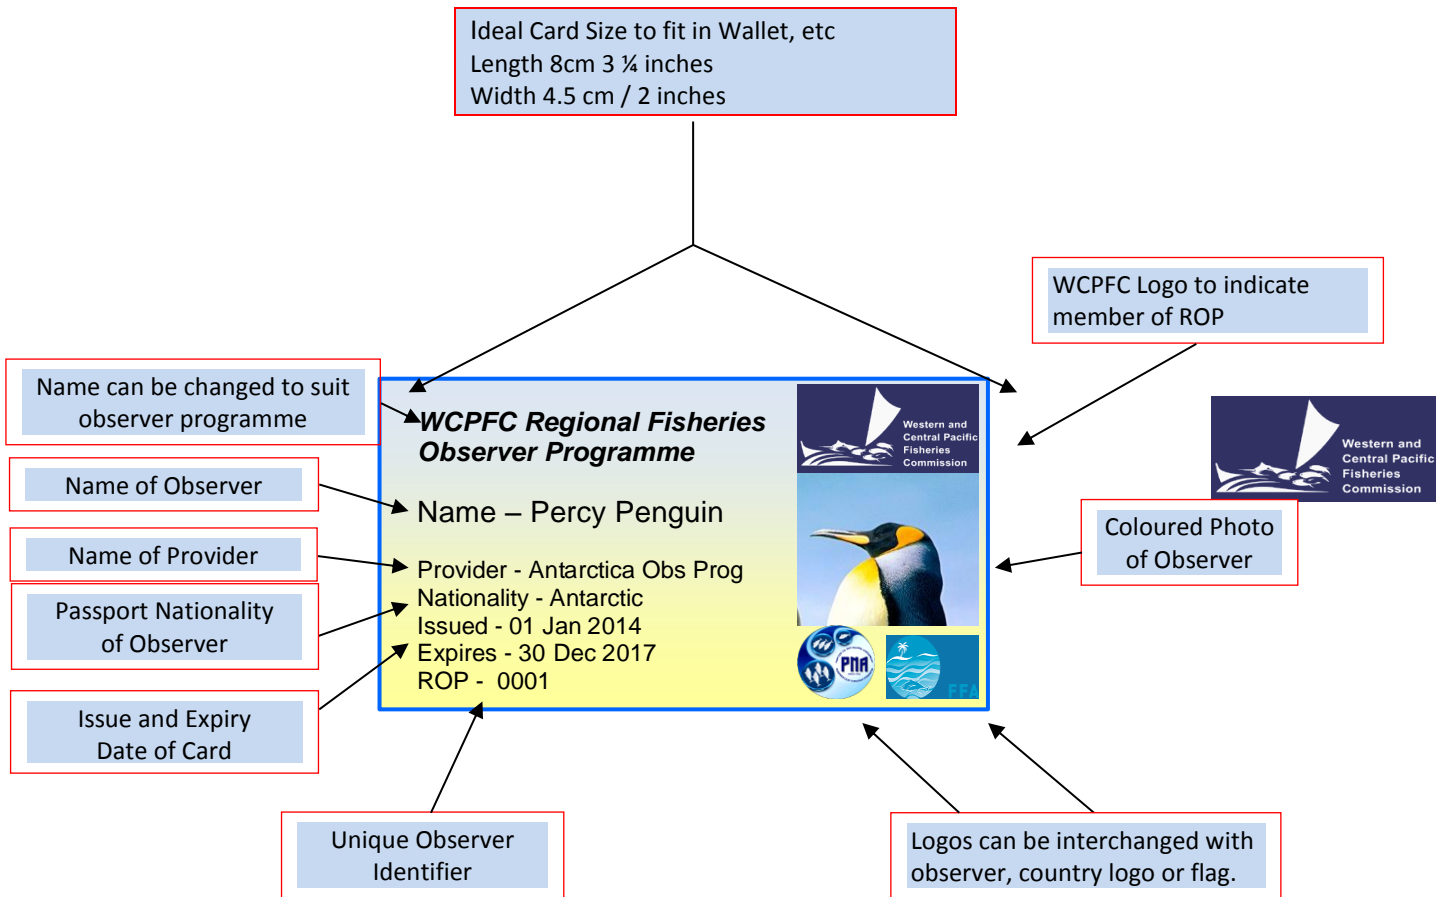 Ideal Card Size to fit in Wallet, etc
Length 8cm 3 ¼ inches
Width 4.5 cm / 2 inches
WCPFC Logo to indicate
member of ROP
Name can be changed to suit
observer programme
Name of Observer
Name of Provider
Passport Nationality
of Observer
Issue and Expiry
Date of Card
WCPFC Regional Fisheries
Observer Programme
Name – Percy Penguin
Provider - Antarctica Obs Prog
Nationality - Antarctic
Issued - 01 Jan 2014
Expires - 30 Dec 2017
ROP - 0001
Western and
Central Pacific
Fisheries
Commission
PNA
FFA
Western and
Central Pacific
Fisheries
Commission
Coloured Photo
of Observer
Unique Observer
Identifier
Logos can be interchanged with
observer, country logo or flag.